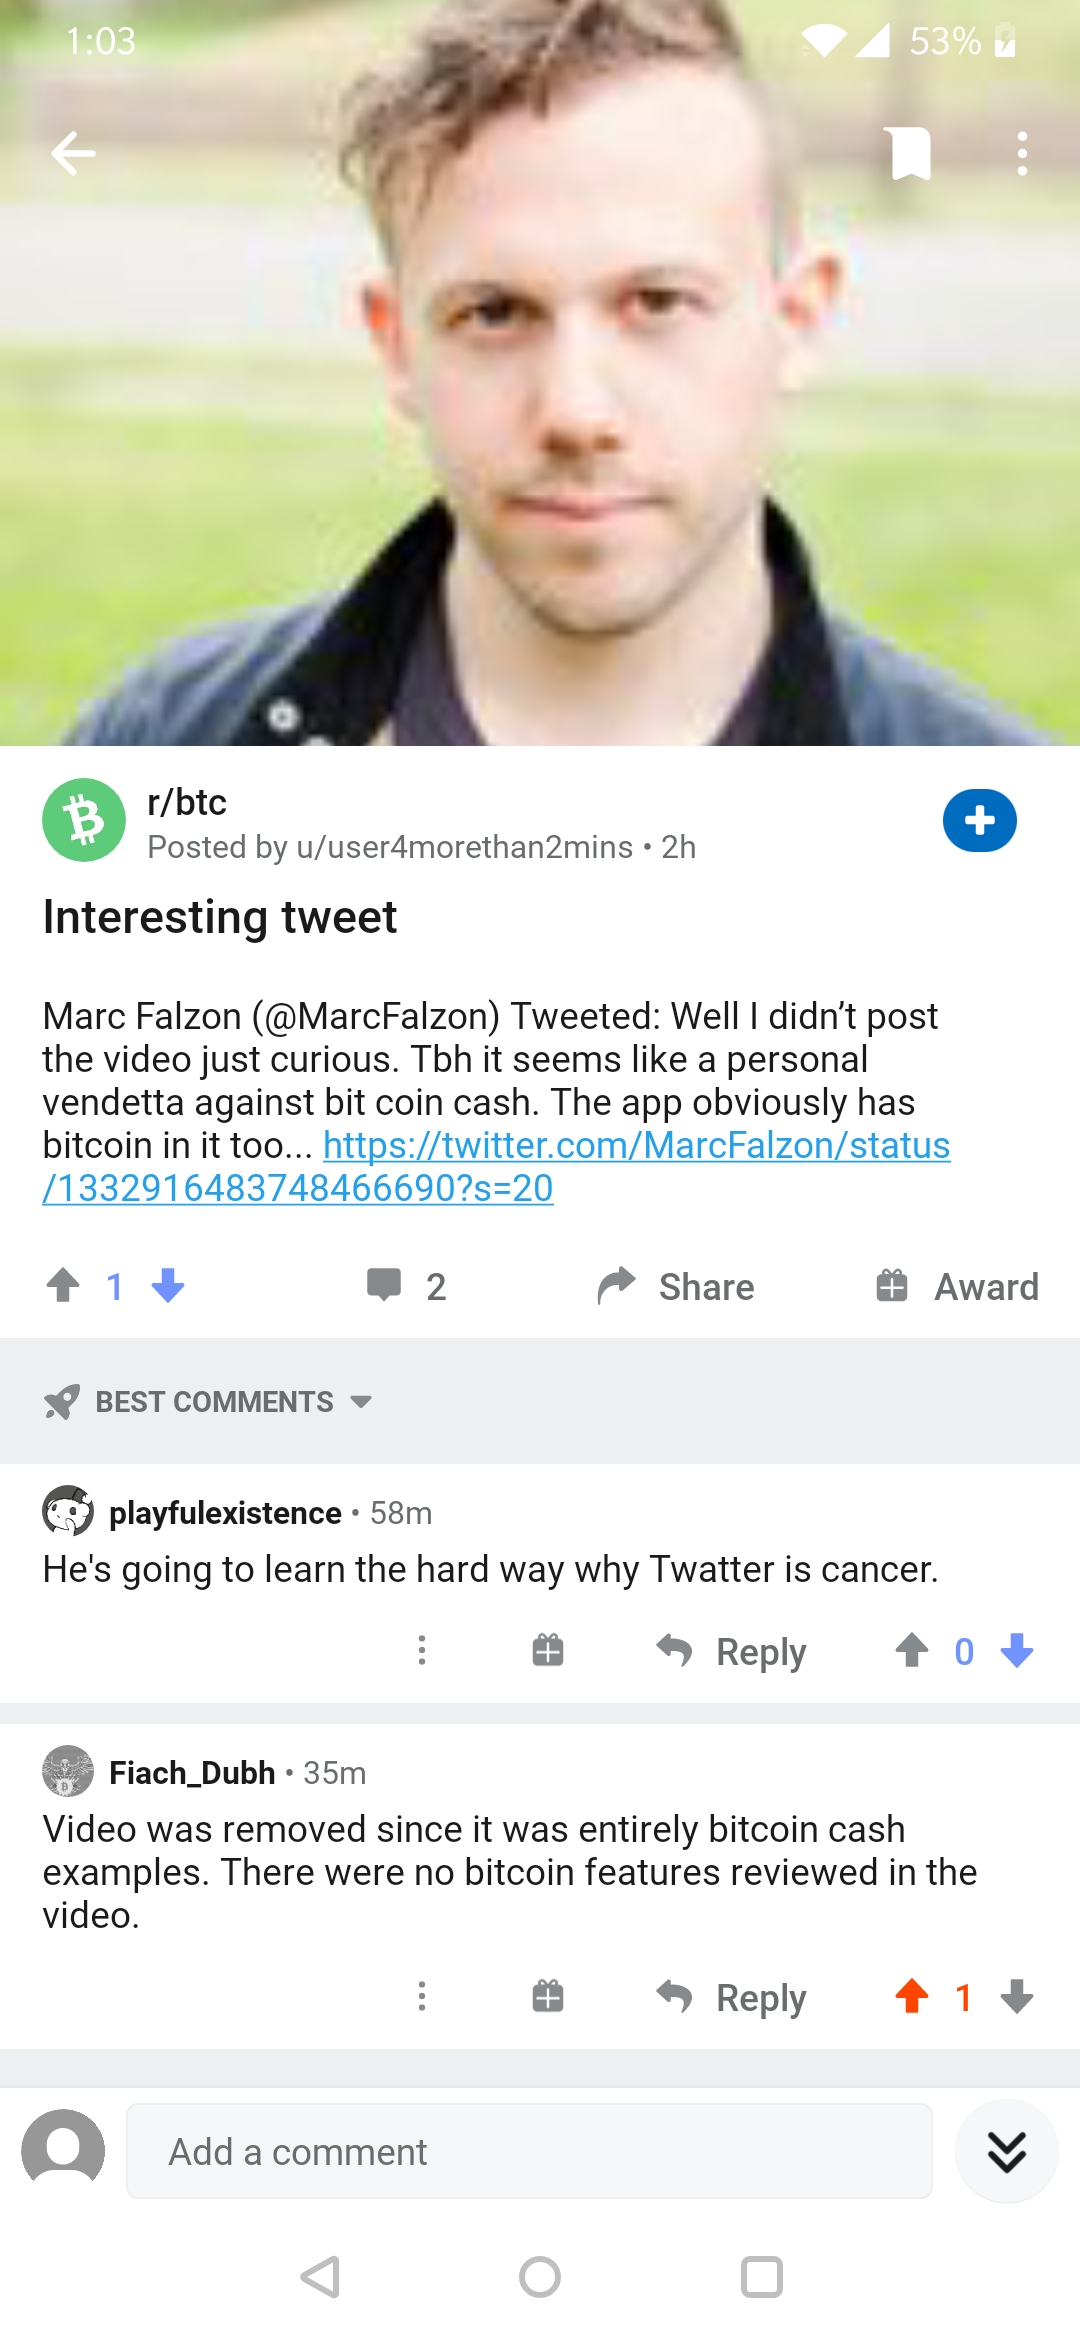 1:03
53%
r/btc
Posted by u/user4morethan2mins • 2h
Interesting tweet
Marc Falzon (@MarcFalzon) Tweeted: Well I didn’t post
the video just curious. Tbh it seems like a personal
vendetta against bit coin cash. The app obviously has
bitcoin in it too... https://twitter.com/MarcFalzon/status
/1332916483748466690?s=20
1
2
Share
Award
BEST COMMENTS
playfulexistence • 58m
He's going to learn the hard way why Twatter is cancer.
Reply
0
Fiach_Dubh • 35m
Video was removed since it was entirely bitcoin cash
examples. There were no bitcoin features reviewed in the
video.
Reply
1
Add a comment